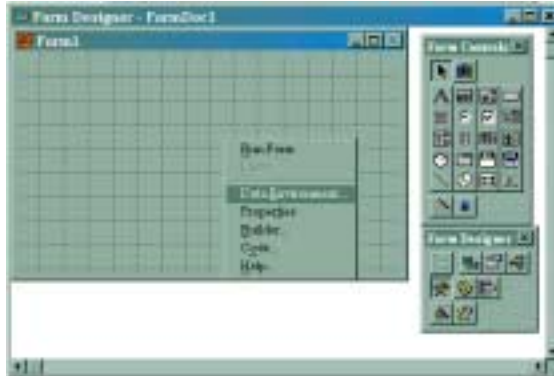 Form Designer - FormDoc1
Form1
Form Controls
Run Form
Data Environment...
Properties
Builder...
Code...
Help...
Form Designer